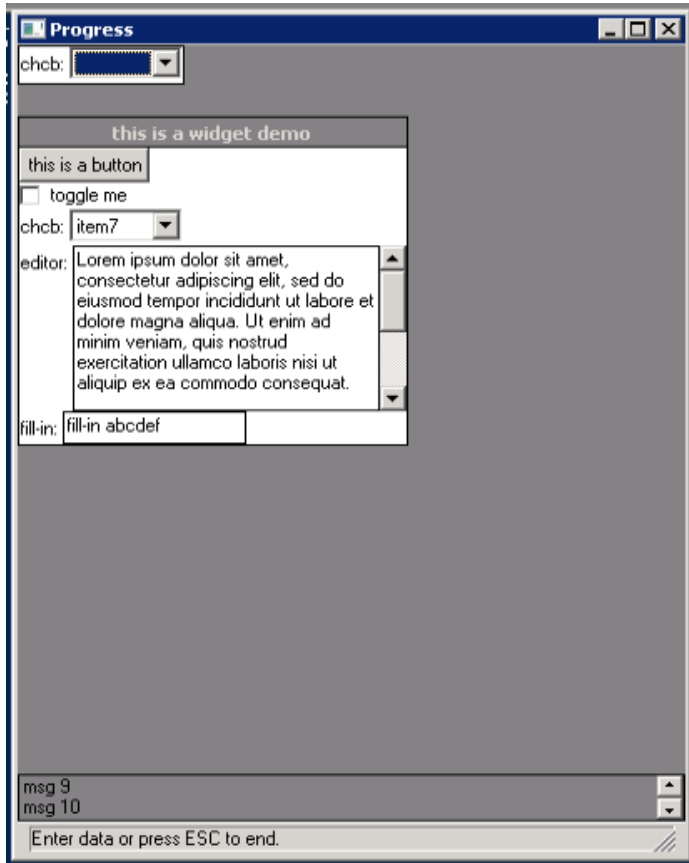 Progress
chcb:
this is a widget demo
this is a button
toggle me
chcb: item7
editor: Lorem ipsum dolor sit amet,
consectetur adipiscing elit, sed do
eiusmod tempor incididunt ut labore et
dolore magna aliqua. Ut enim ad
minim veniam, quis nostrud
exercitation ullamco laboris nisi ut
aliquip ex ea commodo consequat.
fill-in: fill-in abcdef
msg 9
msg 10
Enter data or press ESC to end.